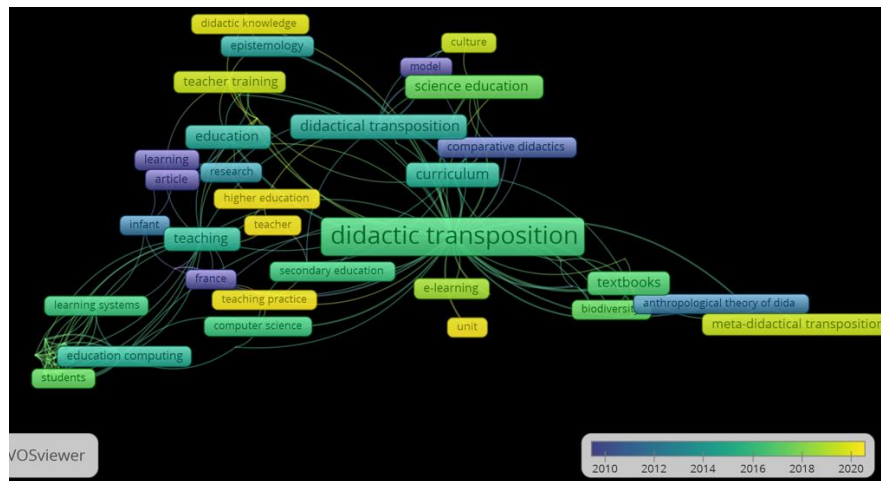 didactic knowledge
epistemology
culture
model
teacher training
science education
didactical transposition
education
comparative didactics
learning
research
curriculum
article
higher education
infant
teacher
didactic transposition
teaching
france
secondary education
textbooks
e-learning
teaching practice
learning systems
anthropological theory of dida
biodiversity
computer science
unit
meta-didactical transposition
education computing
students
VOSviewer
2010 2012 2014 2016 2018 2020